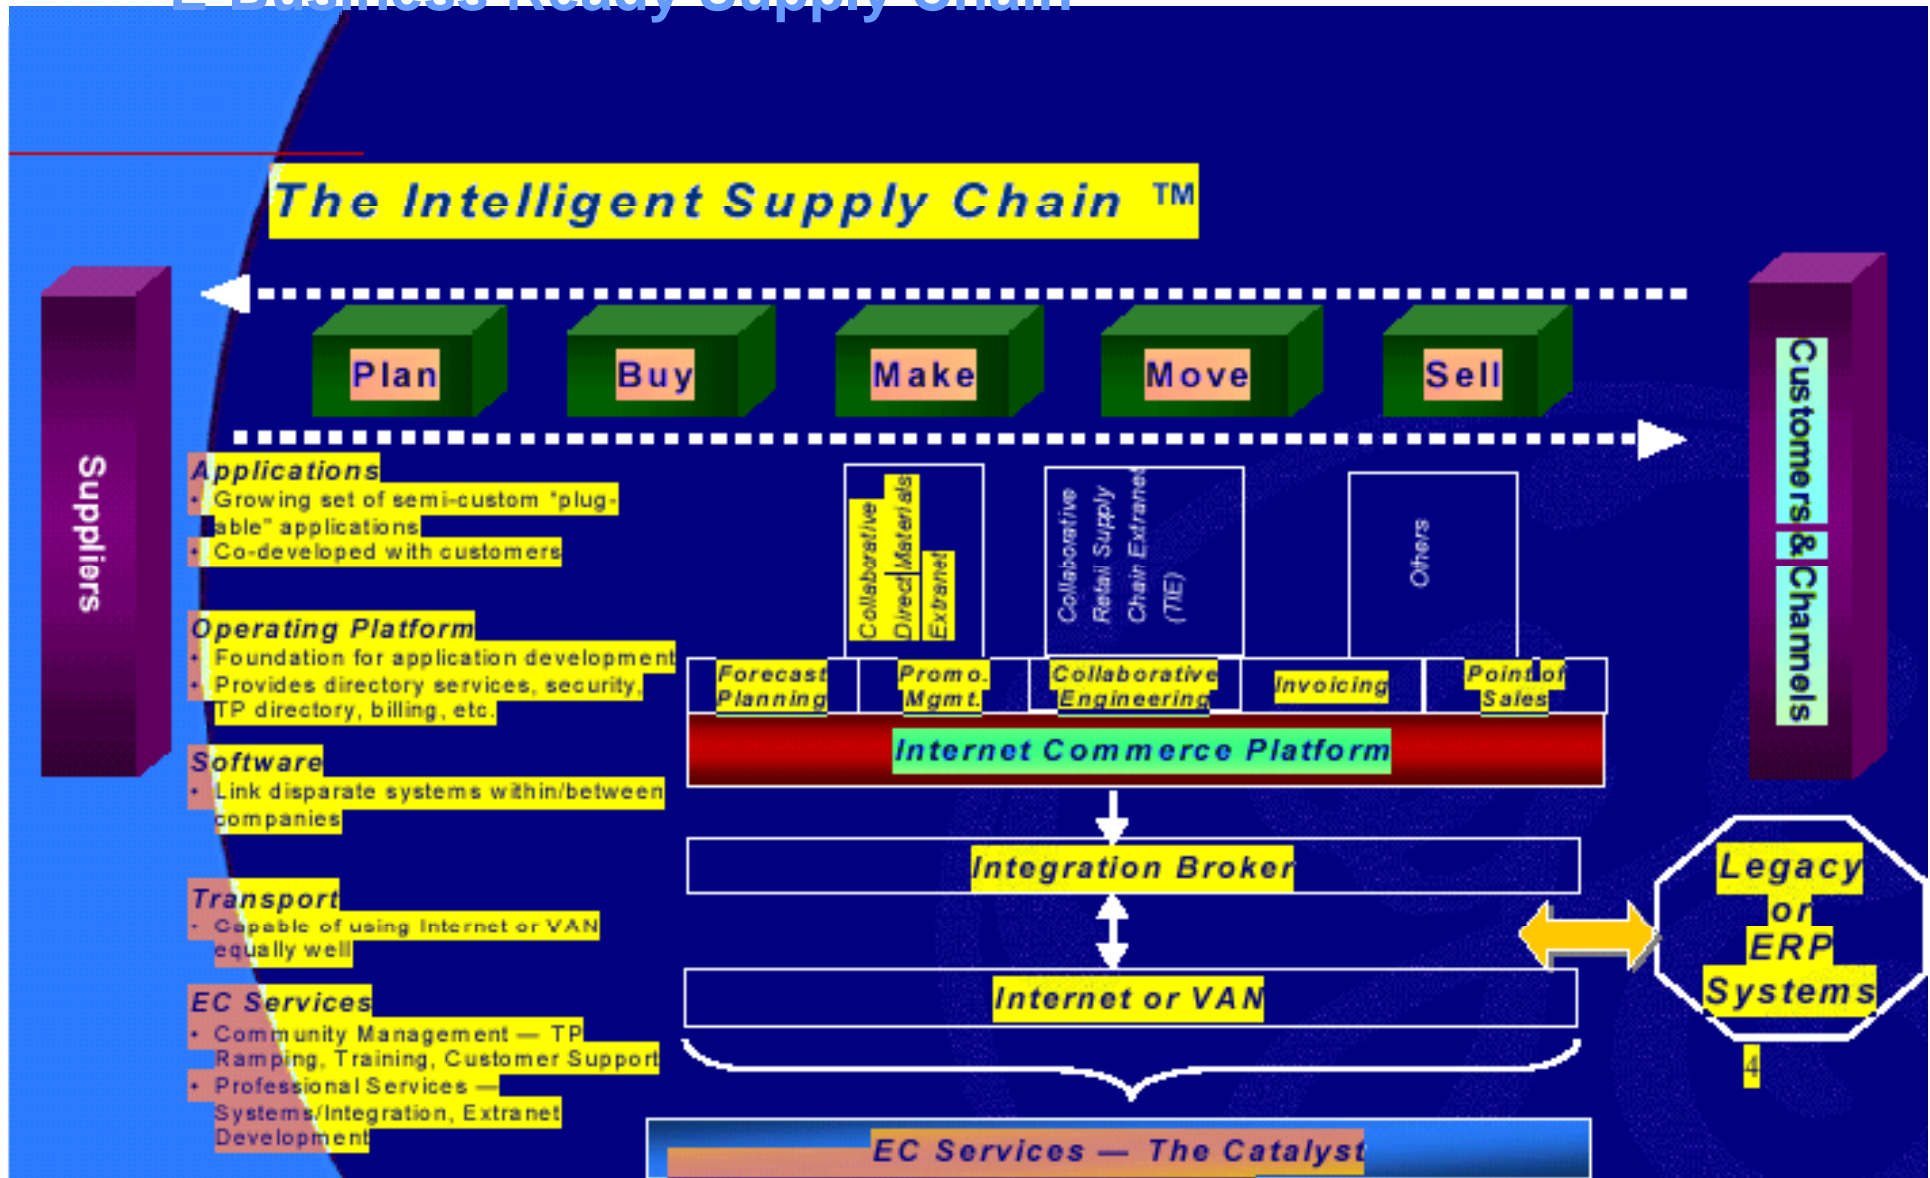 E-Business Ready Supply Chain
The Intelligent Supply Chain ™
Plan
Buy
Make
Move
Sell
Suppliers
Customers & Channels
Applications
• Growing set of semi-custom "plug-
able" applications
• Co-developed with customers
Operating Platform
• Foundation for application development
• Provides directory services, security,
TP directory, billing, etc.
Software
• Link disparate systems within/between
companies
Transport
• Capable of using Internet or VAN
equally well
EC Services
• Community Management — TP
Ramping, Training, Customer Support
• Professional Services —
Systems/Integration, Extranet
Development
Collaborative
Direct Materials
Extranet
Collaborative
Retail Supply
Chain Extranet
(TIE)
Others
Forecast
Planning
Promo.
Mgmt.
Collaborative
Engineering
Invoicing
Point of
Sales
Internet Commerce Platform
Integration Broker
Internet or VAN
Legacy
or
ERP
Systems
4
EC Services — The Catalyst